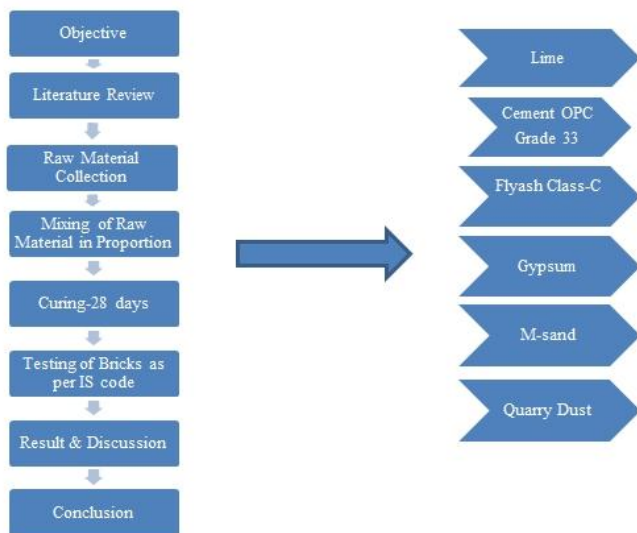 Objective
Literature Review
Raw Material
Collection
Mixing of Raw
Material in Proportion
Curing-28 days
Testing of Bricks as
per IS code
Result & Discussion
Conclusion
Lime
Cement OPC
Grade 33
Flyash Class-C
Gypsum
M-sand
Quarry Dust